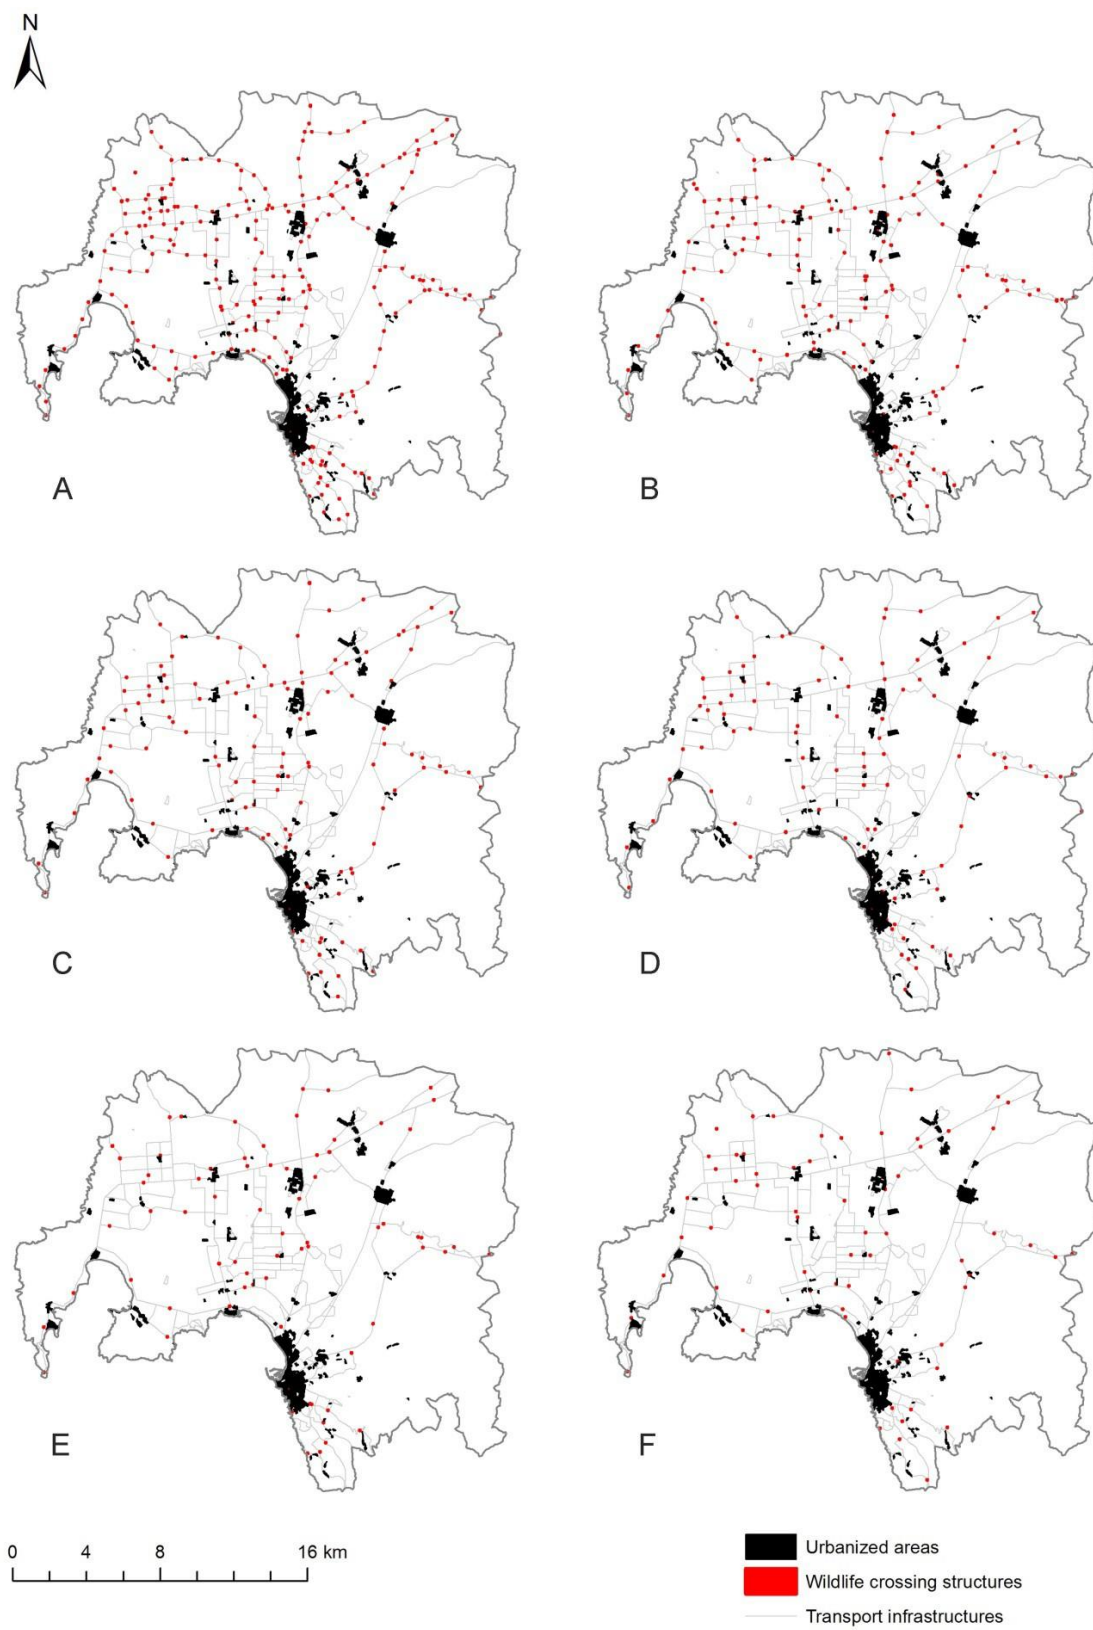 N
A
B
C
D
E
F
0 4 8 16 km
Urbanized areas
Wildlife crossing structures
Transport infrastructures